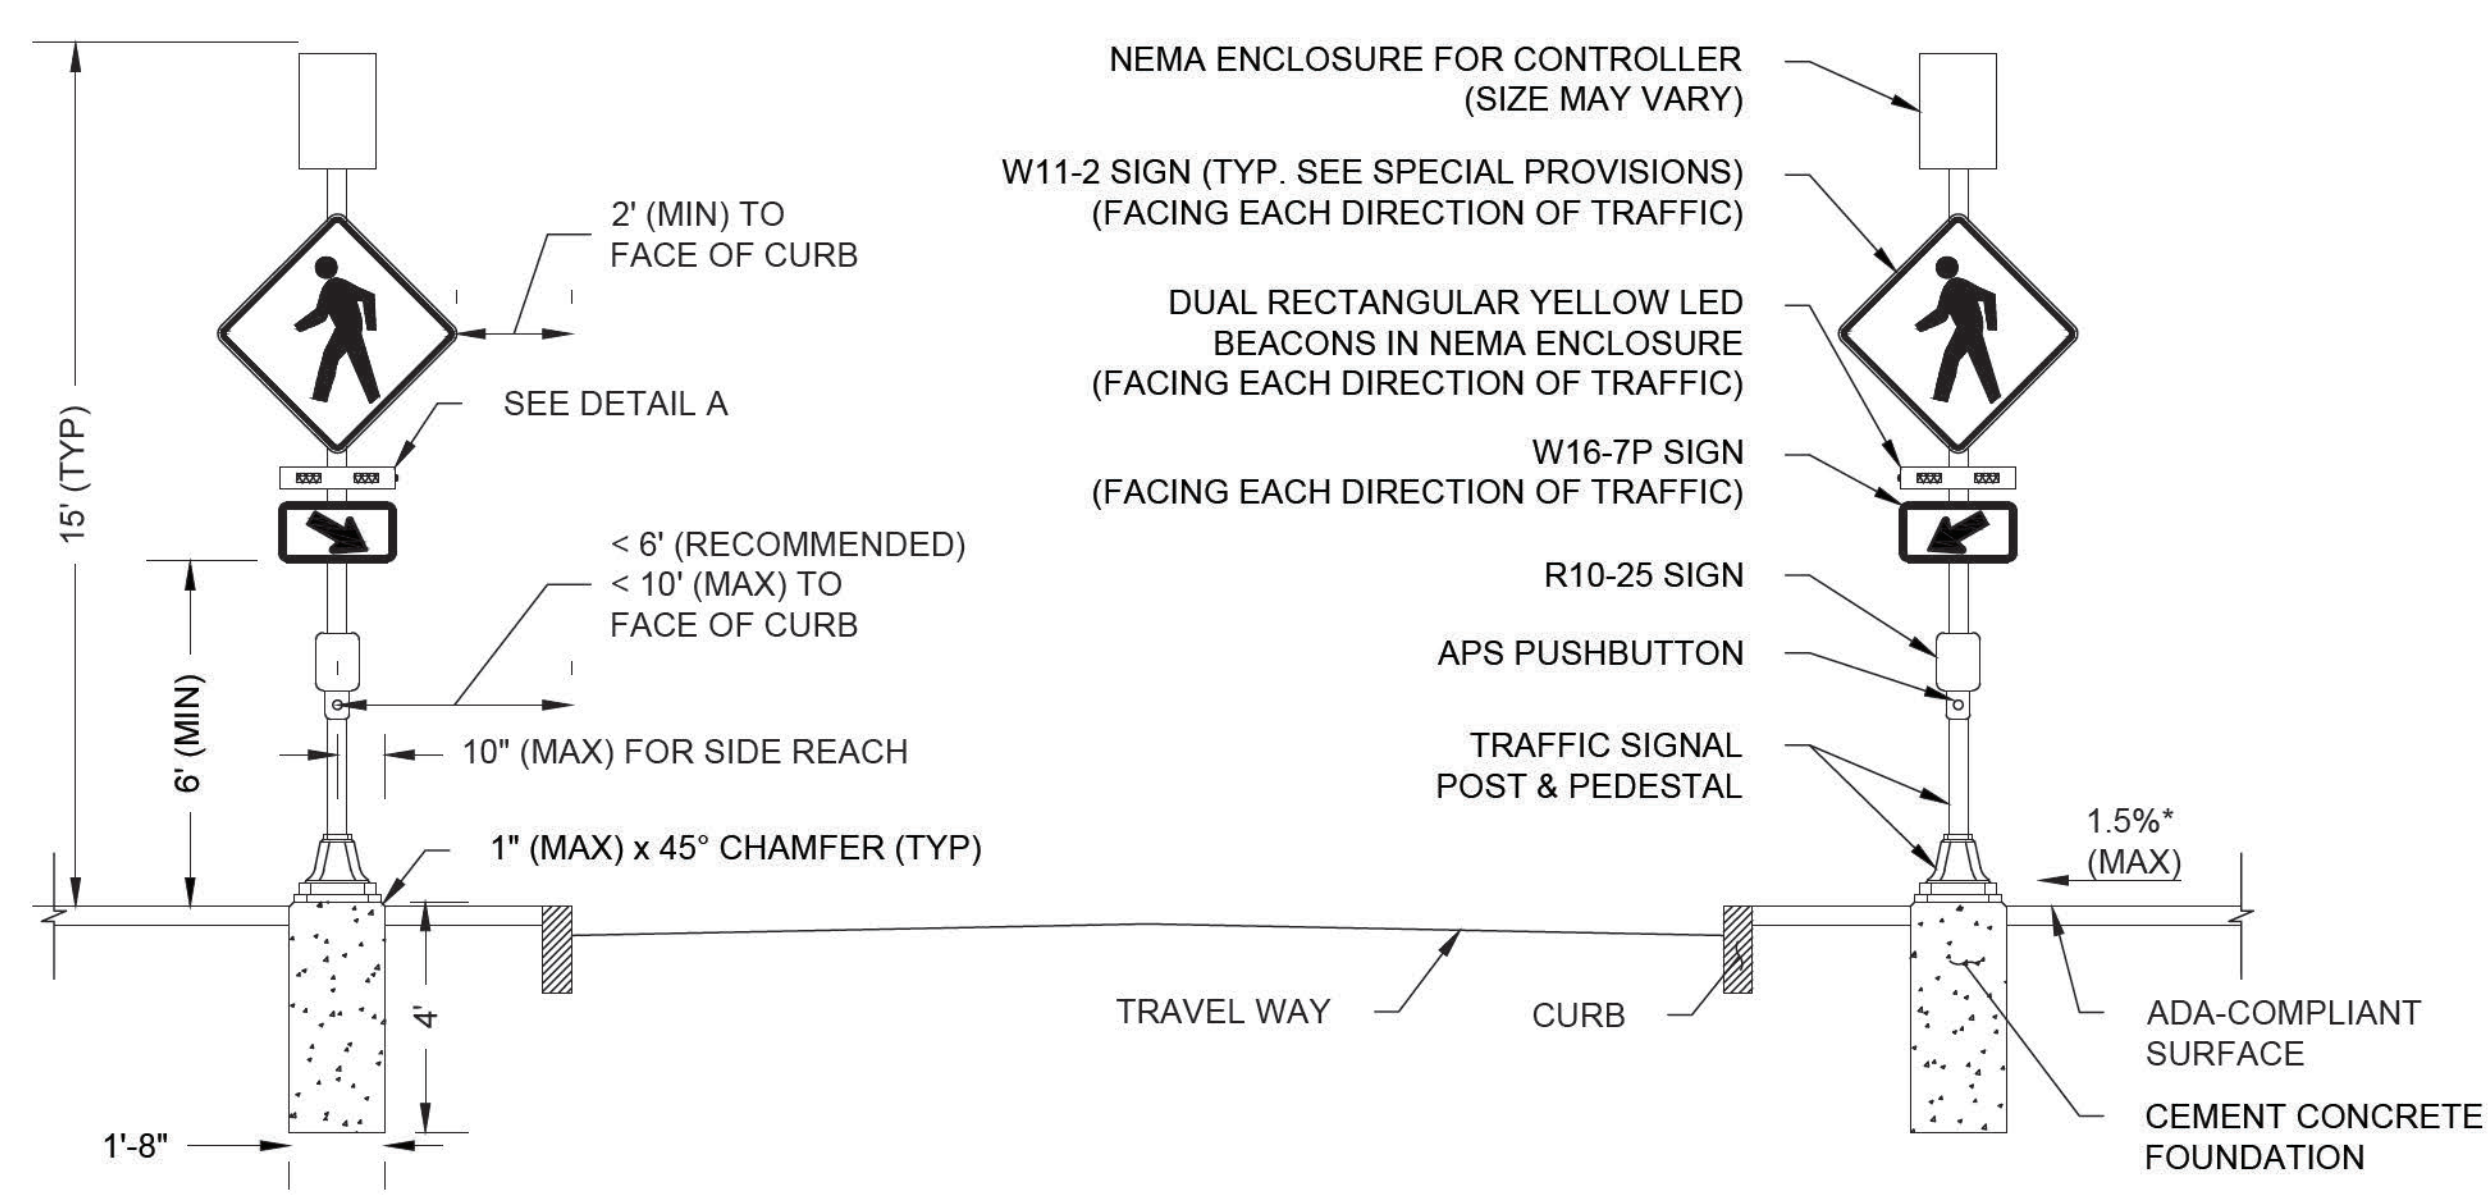 15' (TYP)
2' (MIN) TO
FACE OF CURB
SEE DETAIL A
< 6' (RECOMMENDED)
< 10' (MAX) TO
FACE OF CURB
6' (MIN)
10" (MAX) FOR SIDE REACH
1" (MAX) x 45° CHAMFER (TYP)
4'
1'-8"
NEMA ENCLOSURE FOR CONTROLLER
(SIZE MAY VARY)
W11-2 SIGN (TYP. SEE SPECIAL PROVISIONS)
(FACING EACH DIRECTION OF TRAFFIC)
DUAL RECTANGULAR YELLOW LED
BEACONS IN NEMA ENCLOSURE
(FACING EACH DIRECTION OF TRAFFIC)
W16-7P SIGN
(FACING EACH DIRECTION OF TRAFFIC)
R10-25 SIGN
APS PUSHBUTTON
TRAFFIC SIGNAL
POST & PEDESTAL
1.5%*
(MAX)
TRAVEL WAY
CURB
ADA-COMPLIANT
SURFACE
CEMENT CONCRETE
FOUNDATION